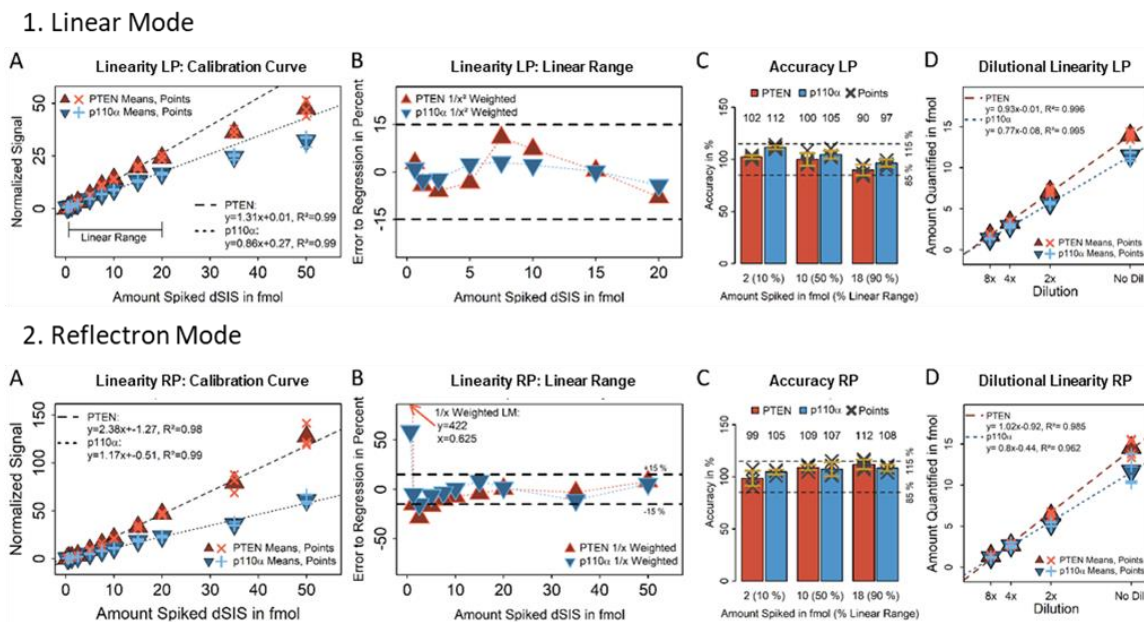 1. Linear Mode
A
Linearity LP: Calibration Curve
Normalized Signal
50
25
0
PTEN Means, Points
p110α Means, Points
PTEN:
y=1.31x+0.01, R²=0.99
p110α:
y=0.86x+0.27, R²=0.99
Linear Range
0 10 20 30 40 50
Amount Spiked dSIS in fmol
B
Linearity LP: Linear Range
Error to Regression in Percent
15
0
-15
PTEN 1/x² Weighted
p110α 1/x² Weighted
0 5 10 15 20
Amount Spiked dSIS in fmol
C
Accuracy LP
PTEN p110α Points
Accuracy in %
150
100
50
0
102 112 100 105 90 97
115 %
85 %
2 (10 %) 10 (50 %) 18 (90 %)
Amount Spiked in fmol (% Linear Range)
D
Dilutional Linearity LP
Amount Quantified in fmol
15
10
5
0
PTEN
y= 0.93x-0.01, R²= 0.996
p110α
y= 0.77x-0.08, R²= 0.995
PTEN Means, Points
p110α Means, Points
8x 4x 2x No Dil
Dilution
2. Reflectron Mode
A
Linearity RP: Calibration Curve
Normalized Signal
150
100
50
0
PTEN:
y=2.38x+-1.27, R²=0.98
p110α:
y=1.17x+-0.51, R²=0.99
PTEN Means, Points
p110α Means, Points
0 10 20 30 40 50
Amount Spiked dSIS in fmol
B
Linearity RP: Linear Range
Error to Regression in Percent
50
0
-50
1/x Weighted LM:
y=422
x=0.625
+15 %
-15 %
PTEN 1/x Weighted
p110α 1/x Weighted
0 10 20 30 40 50
Amount Spiked dSIS in fmol
C
Accuracy RP
PTEN p110α Points
Accuracy in %
150
100
50
0
99 105 109 107 112 108
115 %
85 %
2 (10 %) 10 (50 %) 18 (90 %)
Amount Spiked in fmol (% Linear Range)
D
Dilutional Linearity RP
Amount Quantified in fmol
15
10
5
0
PTEN
y= 1.02x-0.92, R²= 0.985
p110α
y= 0.8x-0.44, R²= 0.962
PTEN Means, Points
p110α Means, Points
8x 4x 2x No Dil
Dilution